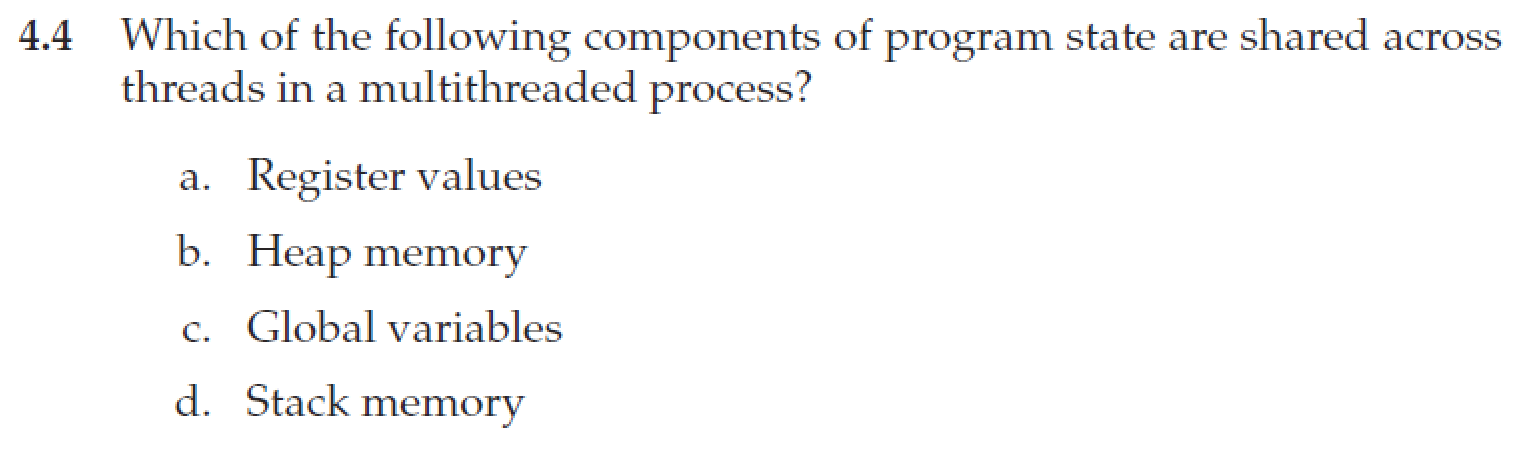 4.4 Which of the following components of program state are shared across
threads in a multithreaded process?
a. Register values
b. Heap memory
c. Global variables
d. Stack memory